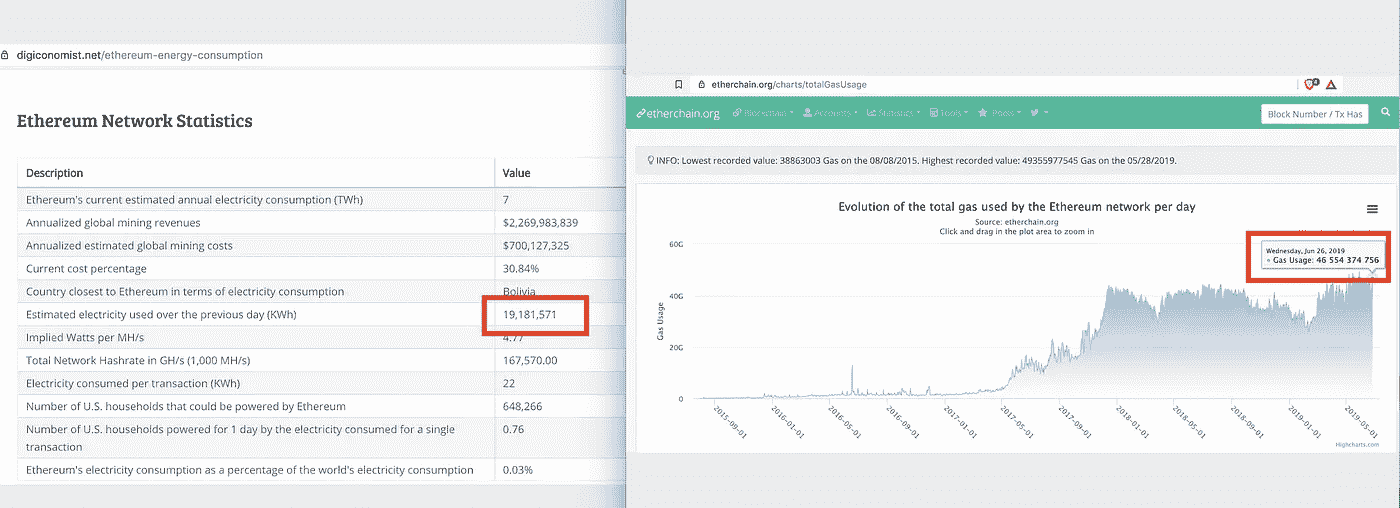 digiconomist.net/ethereum-energy-consumption
Ethereum Network Statistics
Description Value
Ethereum's current estimated annual electricity consumption (TWh) 7
Annualized global mining revenues $2,269,983,839
Annualized estimated global mining costs $700,127,325
Current cost percentage 30,84%
Country closest to Ethereum in terms of electricity consumption Bolivia
Estimated electricity used over the previous day (KWh) 19,181,571
Implied Watts per MH/s 4.77
Total Network Hashrate in GH/s (1,000 MH/s) 167,570.00
Electricity consumed per transaction (KWh) 22
Number of U.S. households that could be powered by Ethereum 648,266
Number of U.S. households powered for 1 day by the electricity consumed for a single 0.76
transaction
Ethereum's electricity consumption as a percentage of the world's electricity consumption 0.03%
etherchain.org/charts/totalGasUsage
etherchain.org Blockchain Accounts Statistics Tools Pools Block Number / Tx Has
INFO: Lowest recorded value: 38863003 Gas on the 08/08/2015. Highest recorded value: 49355977545 Gas on the 05/28/2019.
Evolution of the total gas used by the Ethereum network per day
Source: etherchain.org
Click and drag in the plot area to zoom in
Wednesday, Jun 26, 2019
Gas Usage: 46 554 374 756
Gas Usage
60G
40G
20G
0
2015-09-01
2016-01-01
2016-05-01
2016-09-01
2017-01-01
2017-05-01
2017-09-01
2018-01-01
2018-05-01
2018-09-01
2019-01-01
2019-05-01
Highcharts.com